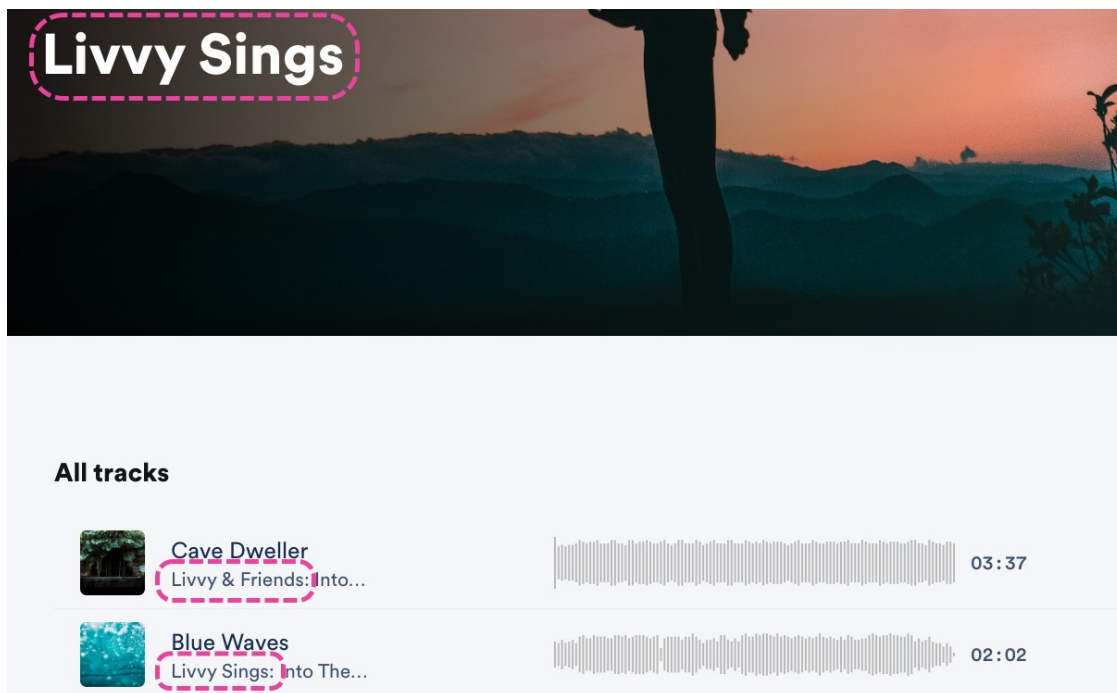 Livvy Sings
All tracks
Cave Dweller
Livvy & Friends: Into...
03:37
Blue Waves
Livvy Sings: Into The...
02:02